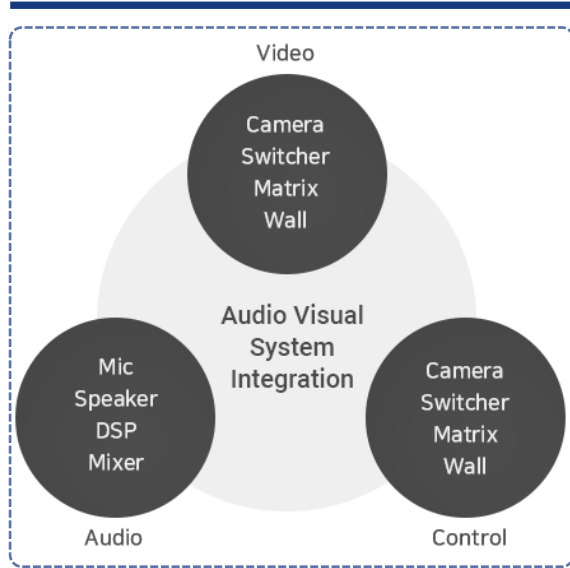 Video
Camera
Switcher
Matrix
Wall
Audio Visual
System
Integration
Mic
Speaker
DSP
Mixer
Audio
Camera
Switcher
Matrix
Wall
Control